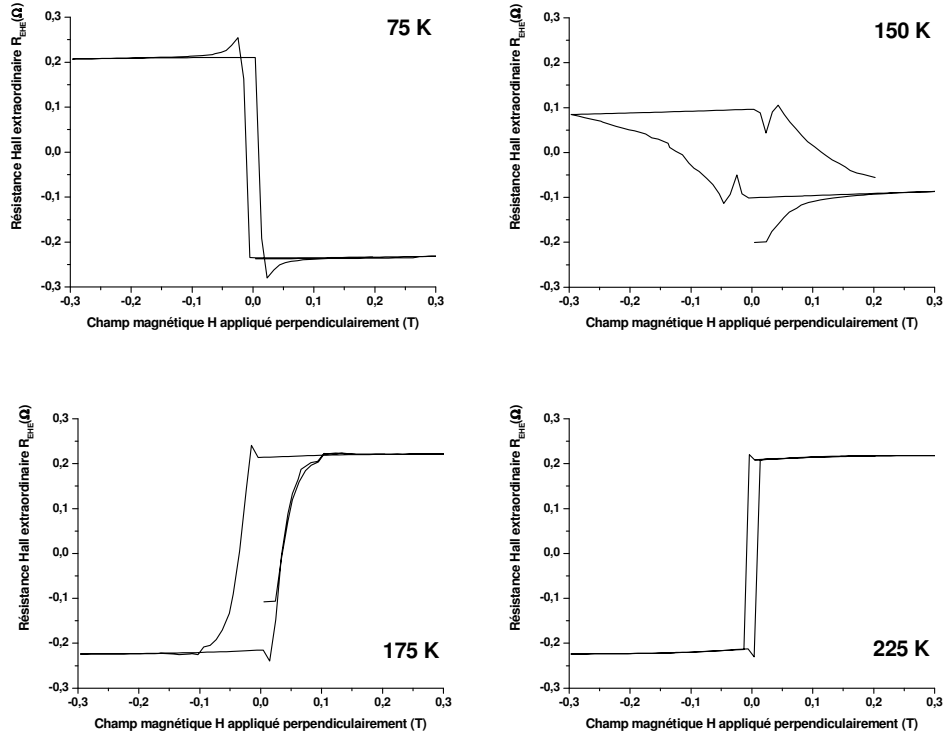 75 K
Résistance Hall extraordinaire R_EHE(Ω)
0,3
0,2
0,1
0,0
-0,1
-0,2
-0,3
-0,3 -0,2 -0,1 0,0 0,1 0,2 0,3
Champ magnétique H appliqué perpendiculairement (T)
150 K
Résistance Hall extraordinaire R_EHE(Ω)
0,3
0,2
0,1
0,0
-0,1
-0,2
-0,3
-0,3 -0,2 -0,1 0,0 0,1 0,2 0,3
Champ magnétique H appliqué perpendiculairement (T)
175 K
Résistance Hall extraordinaire R_EHE(Ω)
0,3
0,2
0,1
0,0
-0,1
-0,2
-0,3
-0,3 -0,2 -0,1 0,0 0,1 0,2 0,3
Champ magnétique H appliqué perpendiculairement (T)
225 K
Résistance Hall extraordinaire R_EHE(Ω)
0,3
0,2
0,1
0,0
-0,1
-0,2
-0,3
-0,3 -0,2 -0,1 0,0 0,1 0,2 0,3
Champ magnétique H appliqué perpendiculairement (T)